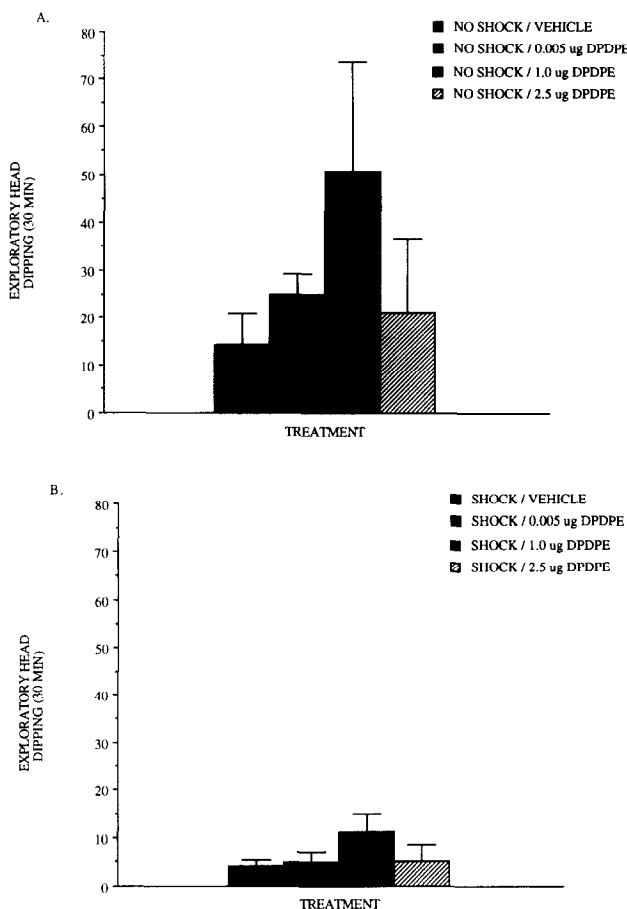 A.
NO SHOCK / VEHICLE
NO SHOCK / 0.005 ug DPDPE
NO SHOCK / 1.0 ug DPDPE
NO SHOCK / 2.5 ug DPDPE
80
70
60
50
40
30
20
10
0
EXPLORATORY HEAD
DIPPING (30 MIN)
TREATMENT
B.
SHOCK / VEHICLE
SHOCK / 0.005 ug DPDPE
SHOCK / 1.0 ug DPDPE
SHOCK / 2.5 ug DPDPE
80
70
60
50
40
30
20
10
0
EXPLORATORY HEAD
DIPPING (30 MIN)
TREATMENT